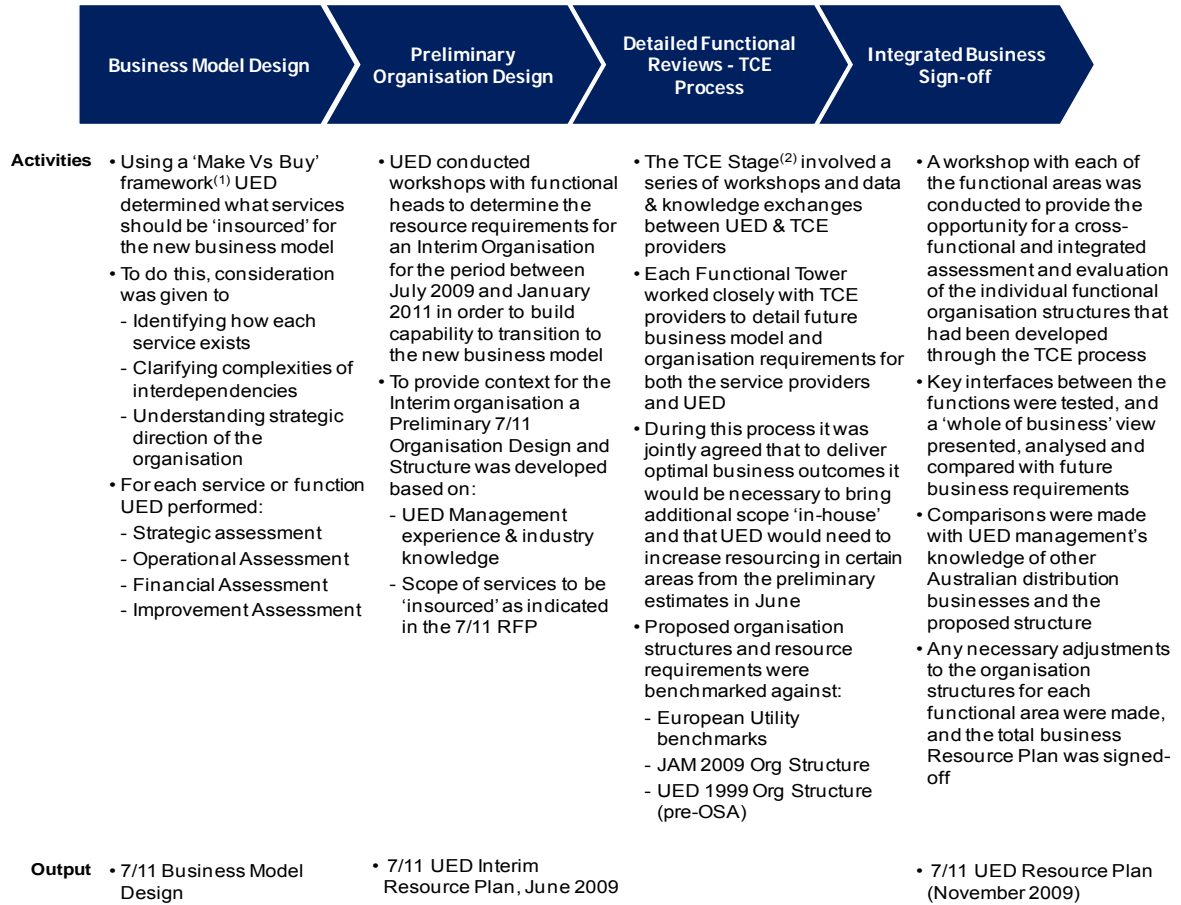 Business Model Design
Preliminary
Organisation Design
Detailed Functional
Reviews - TCE
Process
Integrated Business
Sign-off
Activities
• Using a ‘Make Vs Buy’
framework(1) UED
determined what services
should be ‘insourced’ for
the new business model
• To do this, consideration
was given to
- Identifying how each
service exists
- Clarifying complexities of
interdependencies
- Understanding strategic
direction of the
organisation
• For each service or function
UED performed:
- Strategic assessment
- Operational Assessment
- Financial Assessment
- Improvement Assessment
• UED conducted
workshops with functional
heads to determine the
resource requirements for
an Interim Organisation
for the period between
July 2009 and January
2011 in order to build
capability to transition to
the new business model
• To provide context for the
Interim organisation a
Preliminary 7/11
Organisation Design and
Structure was developed
based on:
- UED Management
experience & industry
knowledge
- Scope of services to be
‘insourced’ as indicated
in the 7/11 RFP
• The TCE Stage(2) involved a
series of workshops and data
& knowledge exchanges
between UED & TCE
providers
• Each Functional Tower
worked closely with TCE
providers to detail future
business model and
organisation requirements for
both the service providers
and UED
• During this process it was
jointly agreed that to deliver
optimal business outcomes it
would be necessary to bring
additional scope ‘in-house’
and that UED would need to
increase resourcing in certain
areas from the preliminary
estimates in June
• Proposed organisation
structures and resource
requirements were
benchmarked against:
- European Utility
benchmarks
- JAM 2009 Org Structure
- UED 1999 Org Structure
(pre-OSA)
• A workshop with each of
the functional areas was
conducted to provide the
opportunity for a cross-
functional and integrated
assessment and evaluation
of the individual functional
organisation structures that
had been developed
through the TCE process
• Key interfaces between the
functions were tested, and
a ‘whole of business’ view
presented, analysed and
compared with future
business requirements
• Comparisons were made
with UED management’s
knowledge of other
Australian distribution
businesses and the
proposed structure
• Any necessary adjustments
to the organisation
structures for each
functional area were made,
and the total business
Resource Plan was signed-
off
Output
• 7/11 Business Model
Design
• 7/11 UED Interim
Resource Plan, June 2009
• 7/11 UED Resource Plan
(November 2009)